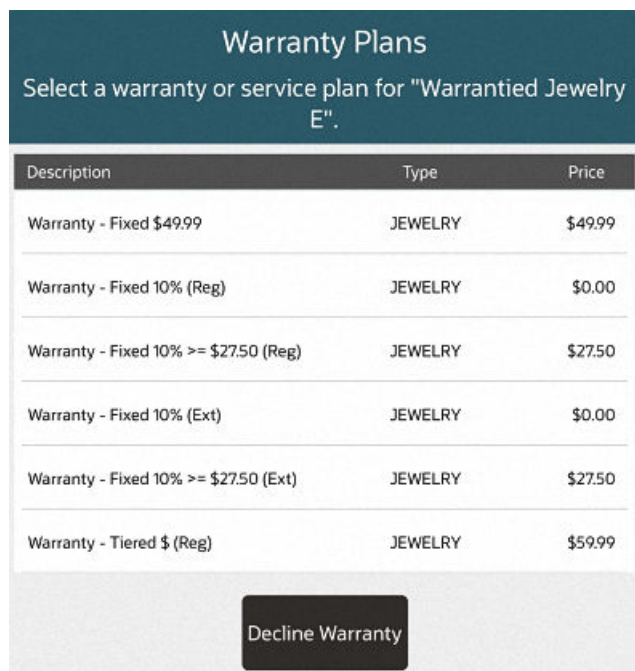 Warranty Plans
Select a warranty or service plan for "Warrantied Jewelry
E".
Description Type Price
Warranty - Fixed $49.99 JEWELRY $49.99
Warranty - Fixed 10% (Reg) JEWELRY $0.00
Warranty - Fixed 10% >= $27.50 (Reg) JEWELRY $27.50
Warranty - Fixed 10% (Ext) JEWELRY $0.00
Warranty - Fixed 10% >= $27.50 (Ext) JEWELRY $27.50
Warranty - Tiered $ (Reg) JEWELRY $59.99
Decline Warranty